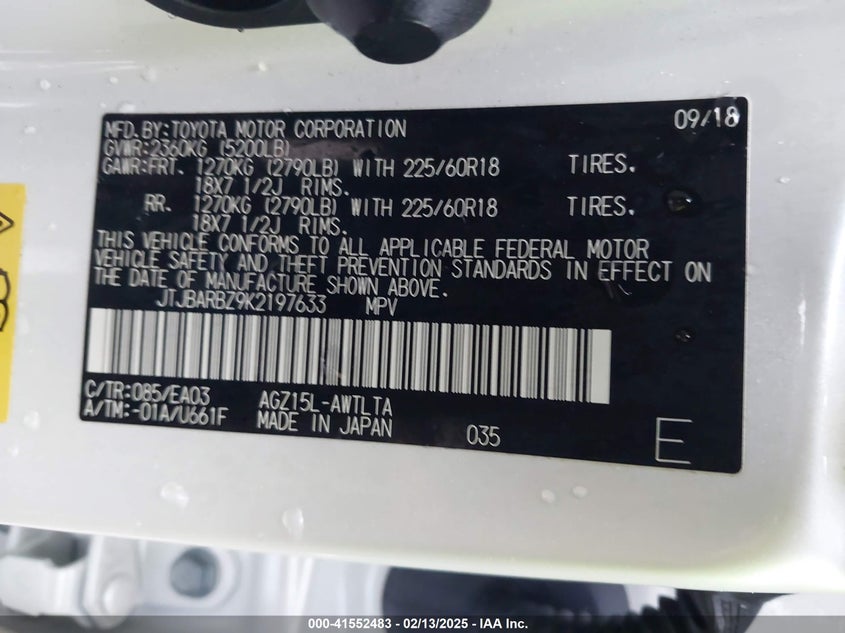 MFD.BY:TOYOTA MOTOR CORPORATION 09/18
GVWR:2360KG (5200LB)
GAWR:FRT. 1270KG (2790LB) WITH 225/60R18 TIRES.
18X7 1/2J RIMS.
RR. 1270KG (2790LB) WITH 225/60R18 TIRES.
18X7 1/2J RIMS.
THIS VEHICLE CONFORMS TO ALL APPLICABLE FEDERAL MOTOR
VEHICLE SAFETY AND THEFT PREVENTION STANDARDS IN EFFECT ON
THE DATE OF MANUFACTURE SHOWN ABOVE.
JTJBARBZ9K2197633 MPV
C/TR:085/EA03 AGZ15L-AWTLTA
A/TM:-01A/U661F MADE IN JAPAN 035 E
000-41552483 - 02/13/2025 - IAA Inc.